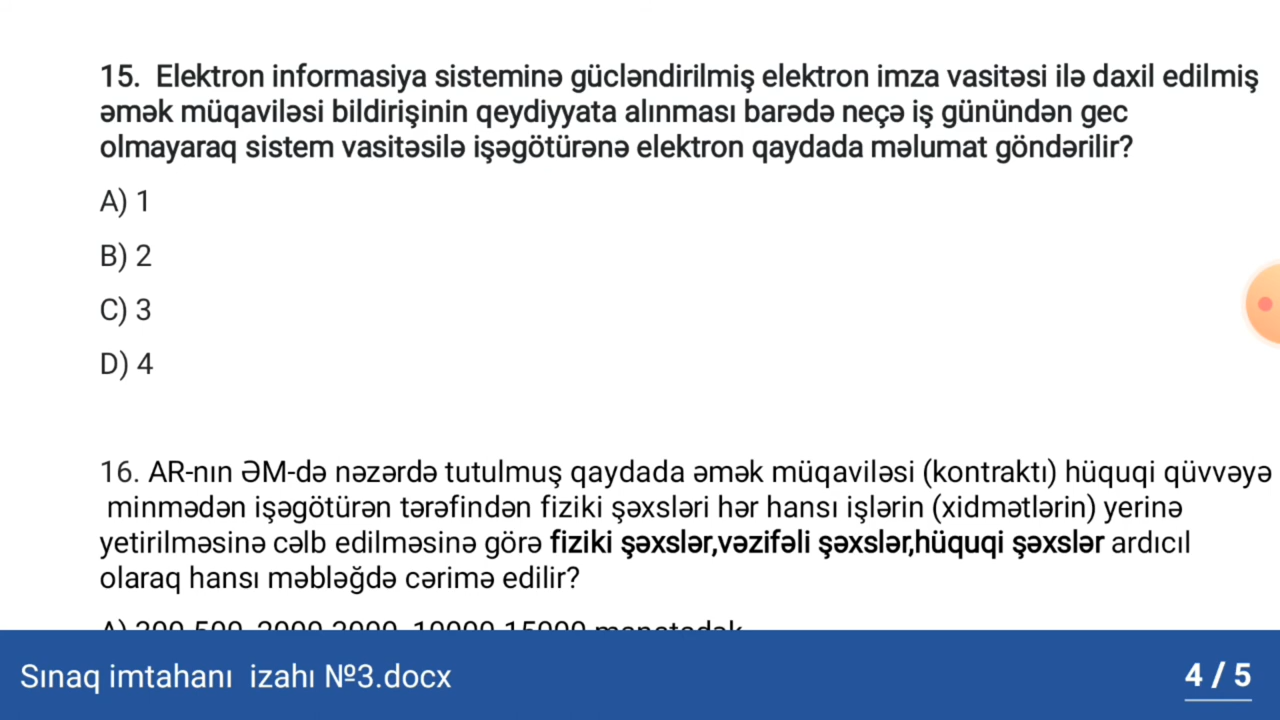 15. Elektron informasiya sisteminə gücləndirilmiş elektron imza vasitəsi ilə daxil edilmiş
əmək müqaviləsi bildirişinin qeydiyyata alınması barədə neçə iş günündən gec
olmayaraq sistem vasitəsilə işəgötürənə elektron qaydada məlumat göndərilir?
A) 1
B) 2
C) 3
D) 4
16. AR-nın ƏM-də nəzərdə tutulmuş qaydada əmək müqaviləsi (kontraktı) hüquqi qüvvəyə
minmədən işəgötürən tərəfindən fiziki şəxsləri hər hansı işlərin (xidmətlərin) yerinə
yetirilməsinə cəlb edilməsinə görə fiziki şəxslər,vəzifəli şəxslər,hüquqi şəxslər ardıcıl
olaraq hansı məbləğdə cərimə edilir?
Sınaq imtahanı izahı №3.docx
4 / 5